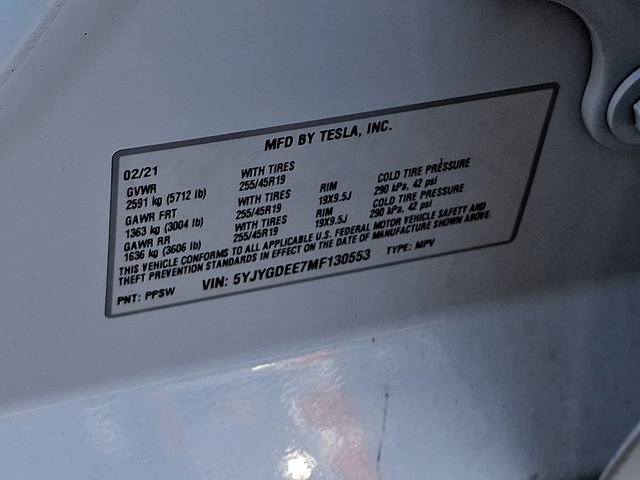 MFD BY TESLA, INC.
02/21
GVWR WITH TIRES RIM COLD TIRE PRESSURE
2591 kg (5712 lb) 255/45R19 19X9.5J 290 kPa, 42 psi
GAWR FRT WITH TIRES RIM COLD TIRE PRESSURE
1363 kg (3004 lb) 255/45R19 19X9.5J 290 kPa, 42 psi
GAWR RR WITH TIRES
1636 kg (3606 lb) 255/45R19
THIS VEHICLE CONFORMS TO ALL APPLICABLE U.S. FEDERAL MOTOR VEHICLE SAFETY AND
THEFT PREVENTION STANDARDS IN EFFECT ON THE DATE OF MANUFACTURE SHOWN ABOVE.
PNT: PPSW VIN: 5YJYGDEE7MF130553 TYPE: MPV